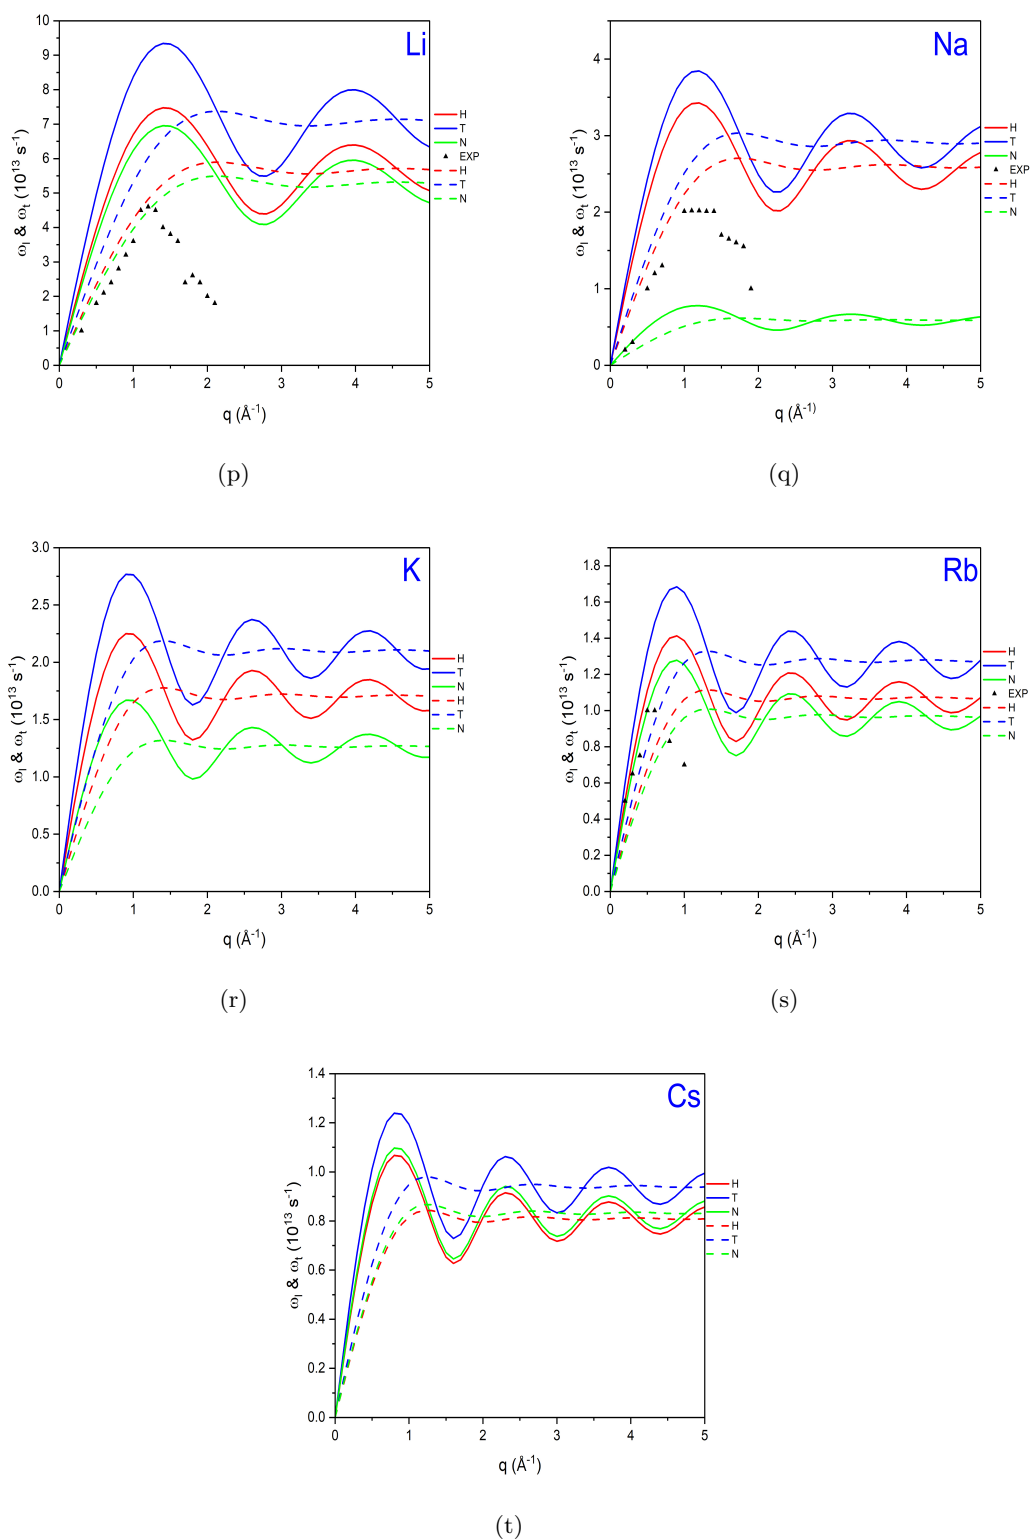 Li
10
9
8
7
6
5
4
3
2
1
0
0 1 2 3 4 5
ω_l & ω_t (10^13 s^-1)
q (Å^-1)
H
T
N
EXP
H
T
N
(p)
Na
4
3
2
1
0
0 1 2 3 4 5
ω_l & ω_t (10^13 s^-1)
q (Å^-1)
H
T
N
EXP
H
T
N
(q)
K
3.0
2.5
2.0
1.5
1.0
0.5
0.0
0 1 2 3 4 5
ω_l & ω_t (10^13 s^-1)
q (Å^-1)
H
T
N
H
T
N
(r)
Rb
1.8
1.6
1.4
1.2
1.0
0.8
0.6
0.4
0.2
0.0
0 1 2 3 4 5
ω_l & ω_t (10^13 s^-1)
q (Å^-1)
H
T
N
EXP
H
T
N
(s)
Cs
1.4
1.2
1.0
0.8
0.6
0.4
0.2
0.0
0 1 2 3 4 5
ω_l & ω_t (10^13 s^-1)
q (Å^-1)
H
T
N
H
T
N
(t)